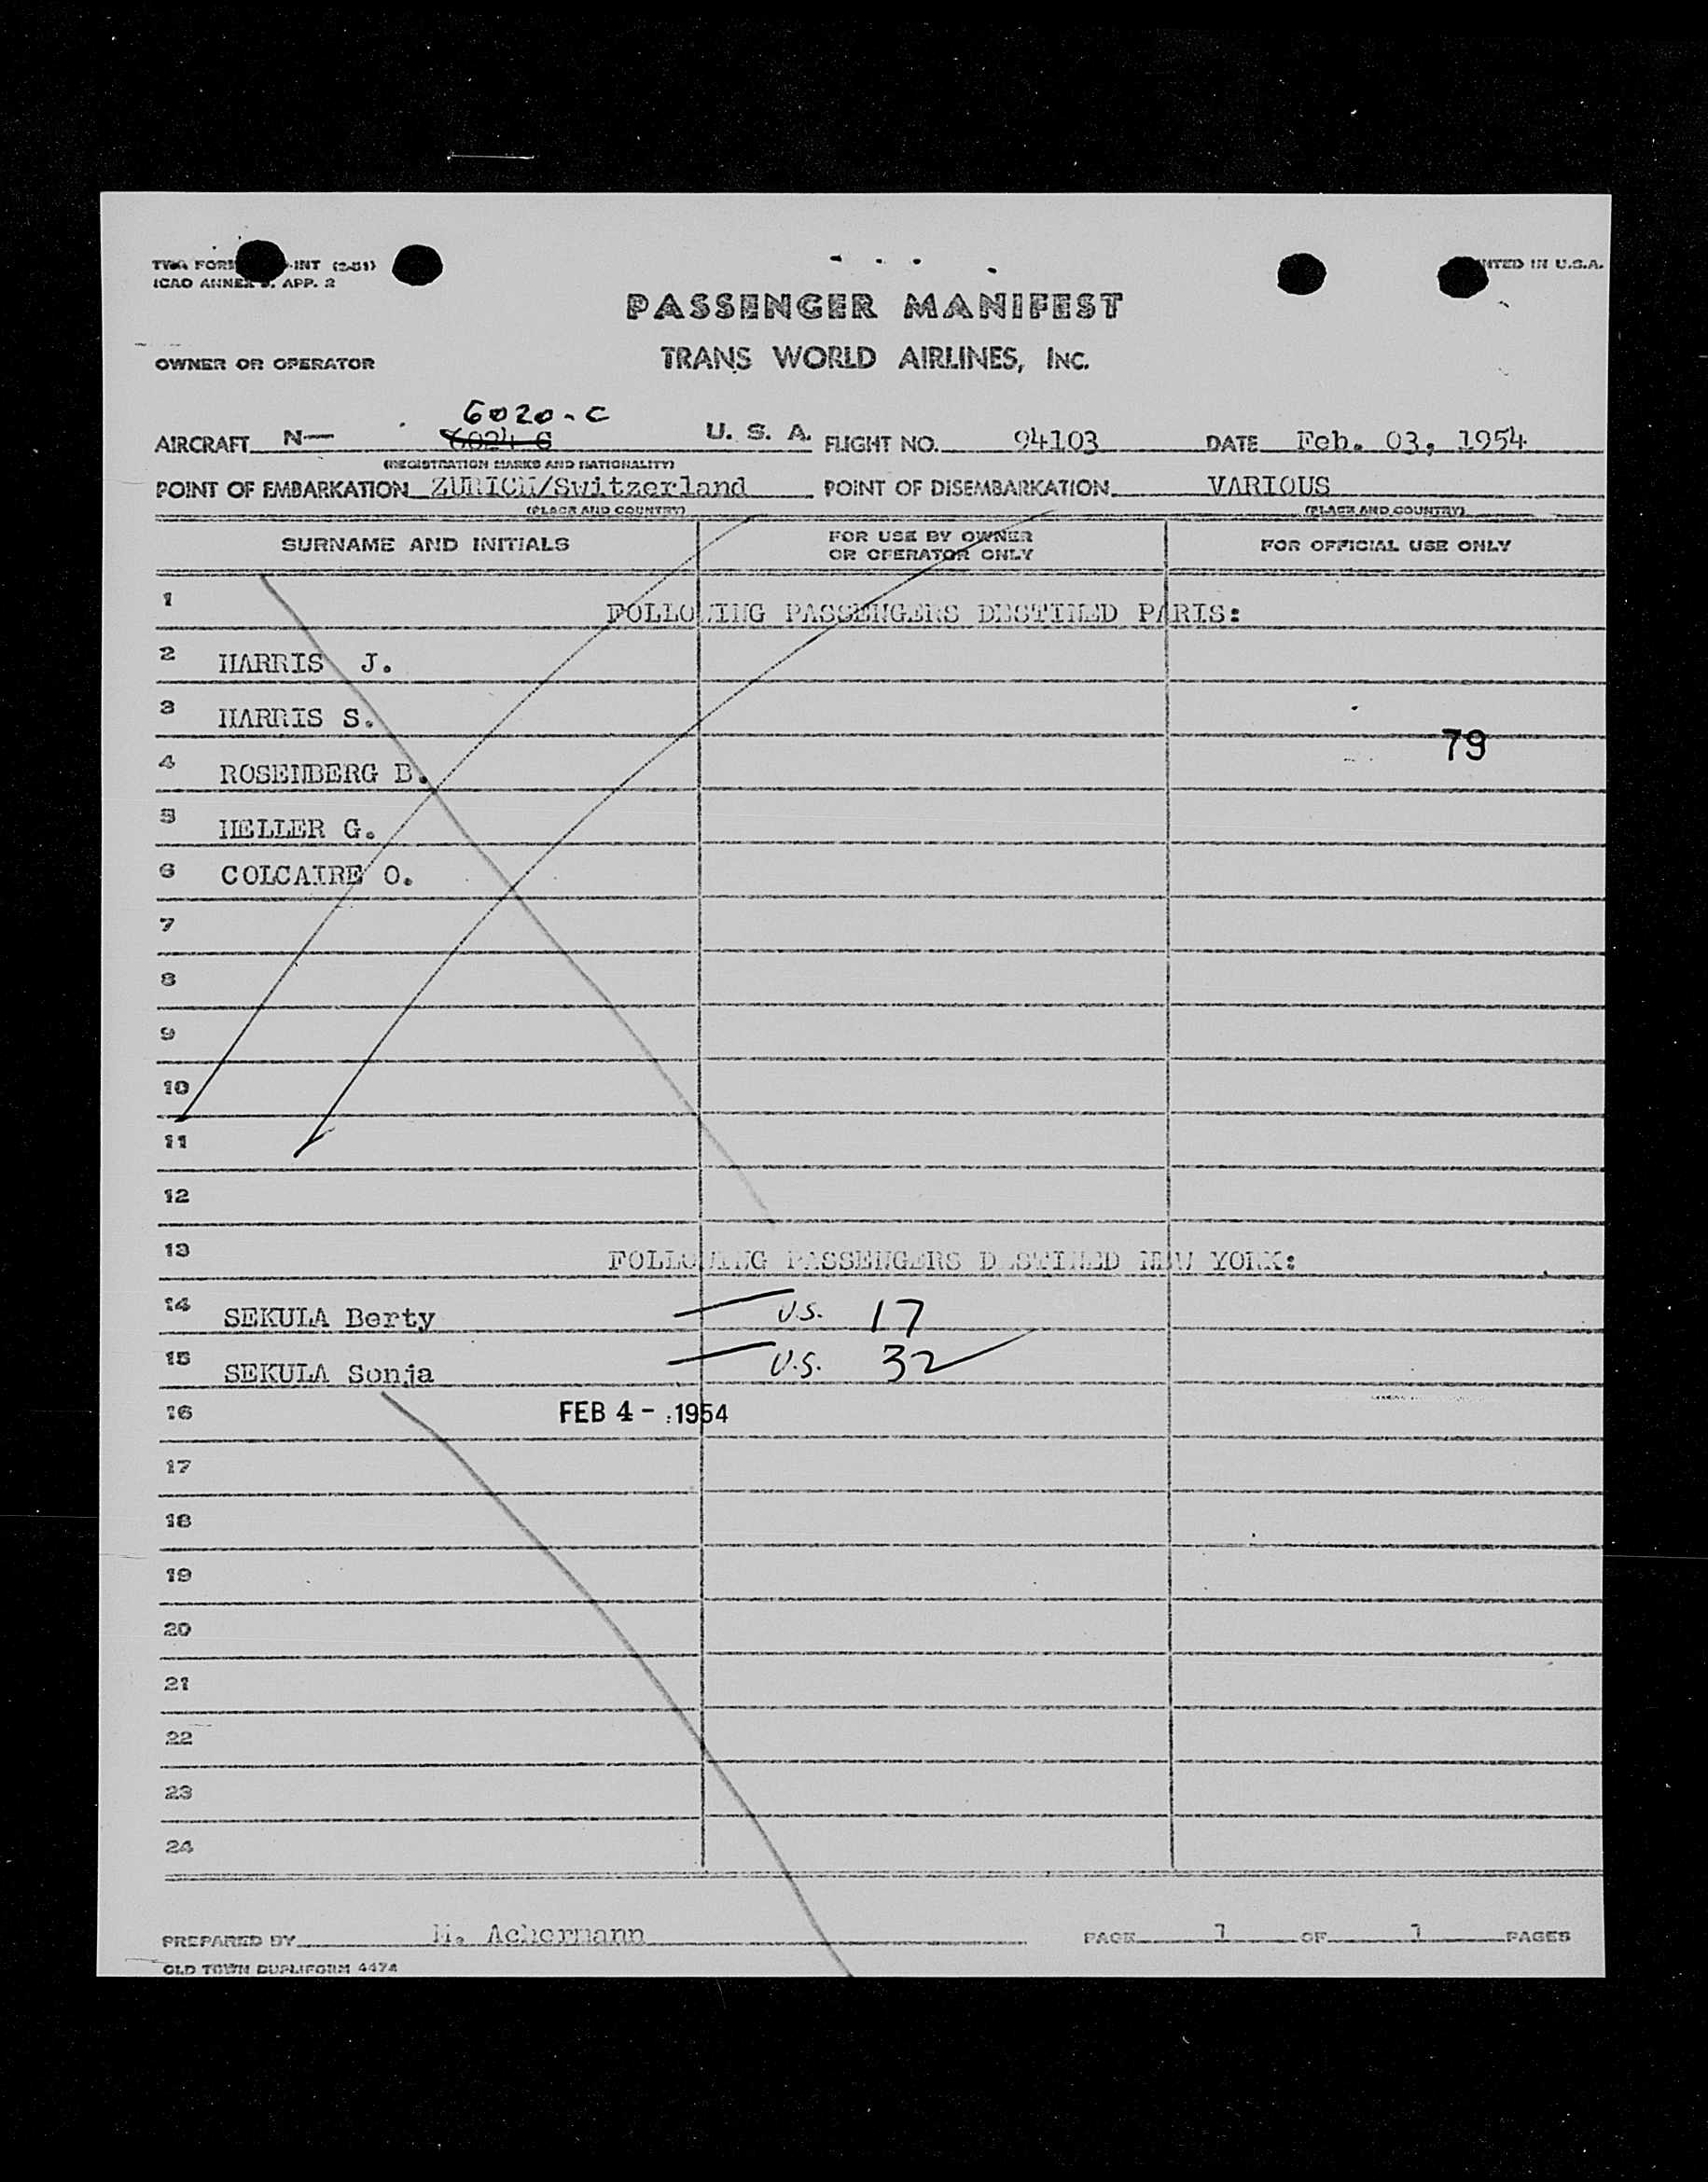 TWA FORM -INT (2-51)
ICAO ANNEX 9. APP. 2
PRINTED IN U.S.A.
PASSENGER MANIFEST
OWNER OR OPERATOR TRANS WORLD AIRLINES, INC.
6020-C
AIRCRAFT N— 6024 C U. S. A. FLIGHT NO. 94103 DATE Feb. 03, 1954
(REGISTRATION MARKS AND NATIONALITY)
POINT OF EMBARKATION ZURICH/Switzerland POINT OF DISEMBARKATION VARIOUS
(PLACE AND COUNTRY) (PLACE AND COUNTRY)
SURNAME AND INITIALS FOR USE BY OWNER OR OPERATOR ONLY FOR OFFICIAL USE ONLY
1 FOLLOWING PASSENGERS DESTINED PARIS:
2 HARRIS J.
3 HARRIS S.
79
4 ROSENBERG B.
5 HELLER G.
6 COLCAIRE O.
7
8
9
10
11
12
13 FOLLOWING PASSENGERS DESTINED NEW YORK:
14 SEKULA Berty — U.S. 17
15 SEKULA Sonja — U.S. 32
16 FEB 4 - 1954
17
18
19
20
21
22
23
24
PREPARED BY M. Achermann PAGE 1 OF 1 PAGES
OLD TOWN DUPLIFORM 4474